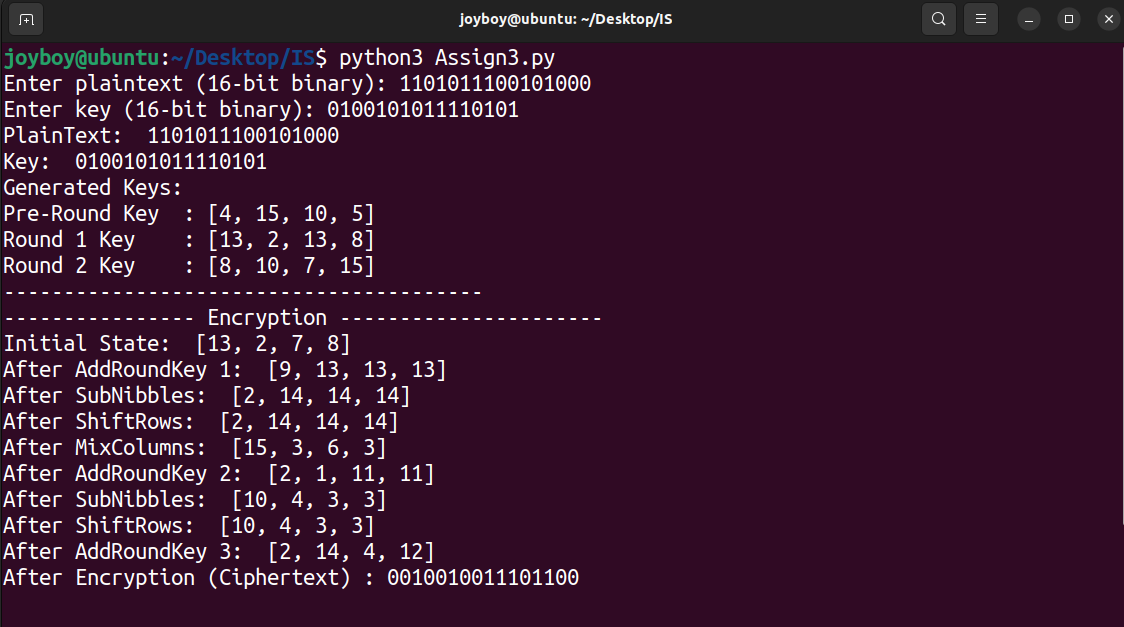 joyboy@ubuntu: ~/Desktop/IS
joyboy@ubuntu:~/Desktop/IS$ python3 Assign3.py
Enter plaintext (16-bit binary): 1101011100101000
Enter key (16-bit binary): 0100101011110101
PlainText:  1101011100101000
Key:  0100101011110101
Generated Keys:
Pre-Round Key  : [4, 15, 10, 5]
Round 1 Key    : [13, 2, 13, 8]
Round 2 Key    : [8, 10, 7, 15]
----------------------------------------
---------------- Encryption ----------------------
Initial State:  [13, 2, 7, 8]
After AddRoundKey 1:  [9, 13, 13, 13]
After SubNibbles:  [2, 14, 14, 14]
After ShiftRows:  [2, 14, 14, 14]
After MixColumns:  [15, 3, 6, 3]
After AddRoundKey 2:  [2, 1, 11, 11]
After SubNibbles:  [10, 4, 3, 3]
After ShiftRows:  [10, 4, 3, 3]
After AddRoundKey 3:  [2, 14, 4, 12]
After Encryption (Ciphertext) : 0010010011101100